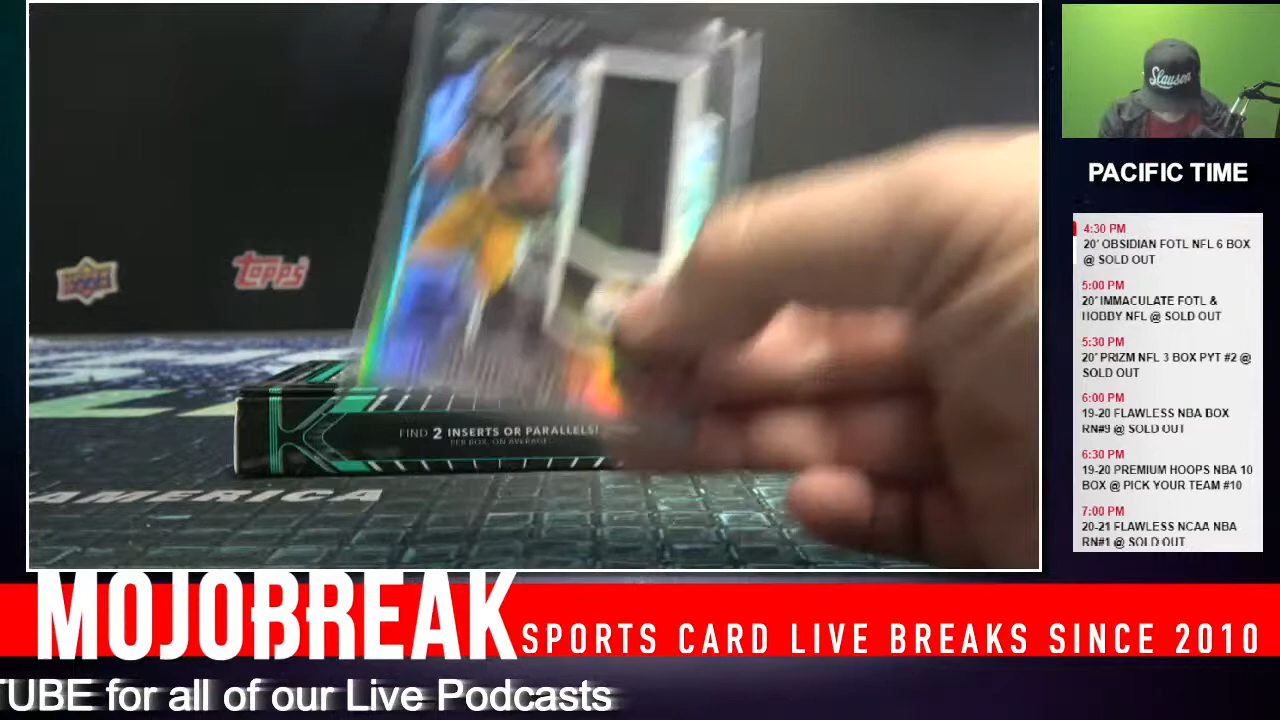 Slauson
PACIFIC TIME
4:30 PM
20' OBSIDIAN FOTL NFL 6 BOX
@ SOLD OUT
5:00 PM
20' IMMACULATE FOTL &
HOBBY NFL @ SOLD OUT
5:30 PM
20' PRIZM NFL 3 BOX PYT #2 @
SOLD OUT
6:00 PM
19-20 FLAWLESS NBA BOX
RN#9 @ SOLD OUT
6:30 PM
19-20 PREMIUM HOOPS NBA 10
BOX @ PICK YOUR TEAM #10
7:00 PM
20-21 FLAWLESS NCAA NBA
RN#1 @ SOLD OUT
topps
FIND 2 INSERTS OR PARALLELS!
PER BOX, ON AVERAGE
AMERICA
MOJOBREAK
SPORTS CARD LIVE BREAKS SINCE 2010
TUBE for all of our Live Podcasts